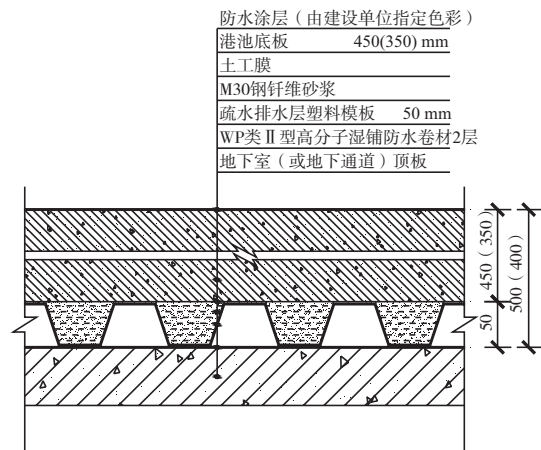 防水涂层（由建设单位指定色彩）
港池底板 450(350) mm
土工膜
M30钢钎维砂浆
疏水排水层塑料模板 50 mm
WP类Ⅱ型高分子湿铺防水卷材2层
地下室（或地下通道）顶板
450（350）
50
500（400）